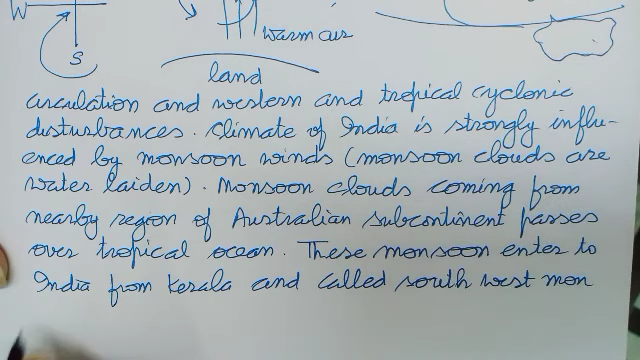 W
S
warm air
land
circulation and western and tropical cyclonic
disturbances. Climate of India is strongly influ-
enced by monsoon winds (monsoon clouds are
water laiden). Monsoon clouds coming from
nearby region of Australian subcontinent passes
over tropical ocean. These monsoon enter to
India from Kerala and called south west mon